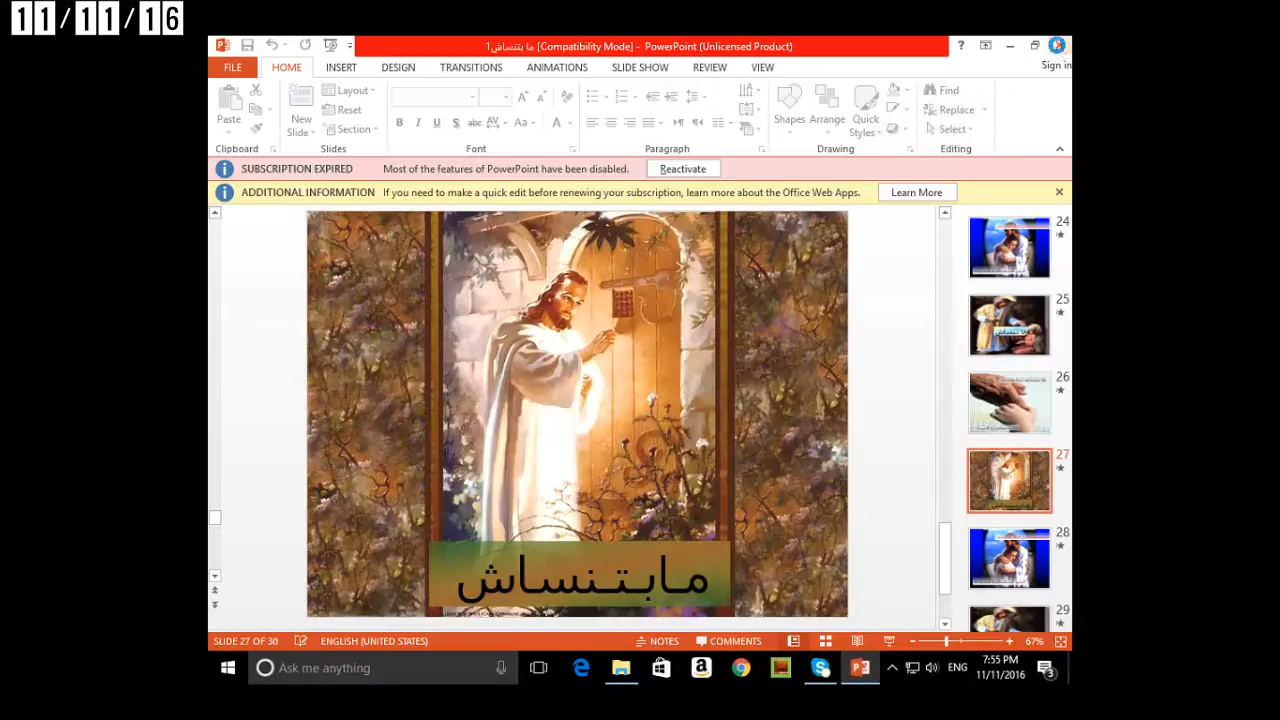 11/11/16
ما بتنساش1 [Compatibility Mode] - PowerPoint (Unlicensed Product)
Sign in
FILE HOME INSERT DESIGN TRANSITIONS ANIMATIONS SLIDE SHOW REVIEW VIEW
Paste
New Slide
Layout
Reset
Section
Shapes
Arrange
Quick Styles
Find
Replace
Select
Clipboard Slides Font Paragraph Drawing Editing
SUBSCRIPTION EXPIRED Most of the features of PowerPoint have been disabled. Reactivate
ADDITIONAL INFORMATION If you need to make a quick edit before renewing your subscription, learn more about the Office Web Apps. Learn More
24
25
26
27
28
29
مابتنساش
SLIDE 27 OF 30 ENGLISH (UNITED STATES) NOTES COMMENTS 67%
Ask me anything
ENG
7:55 PM
11/11/2016
3